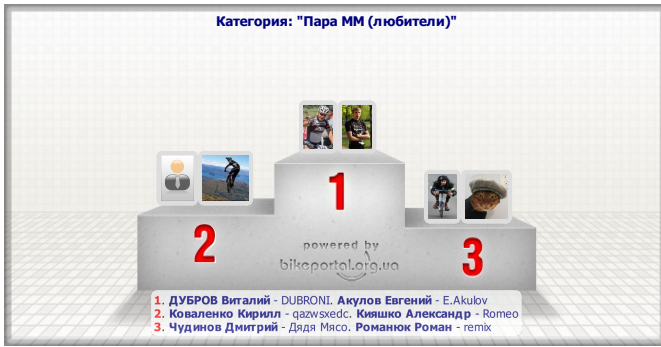 Категория: "Пара ММ (любители)"
1
2
powered by
bikeportal.org.ua
3
1. ДУБРОВ Виталий - DUBRONI. Акулов Евгений - E.Akulov
2. Коваленко Кирилл - qazwsxedc. Кияшко Александр - Romeo
3. Чудинов Дмитрий - Дядя Мясо. Романюк Роман - remix